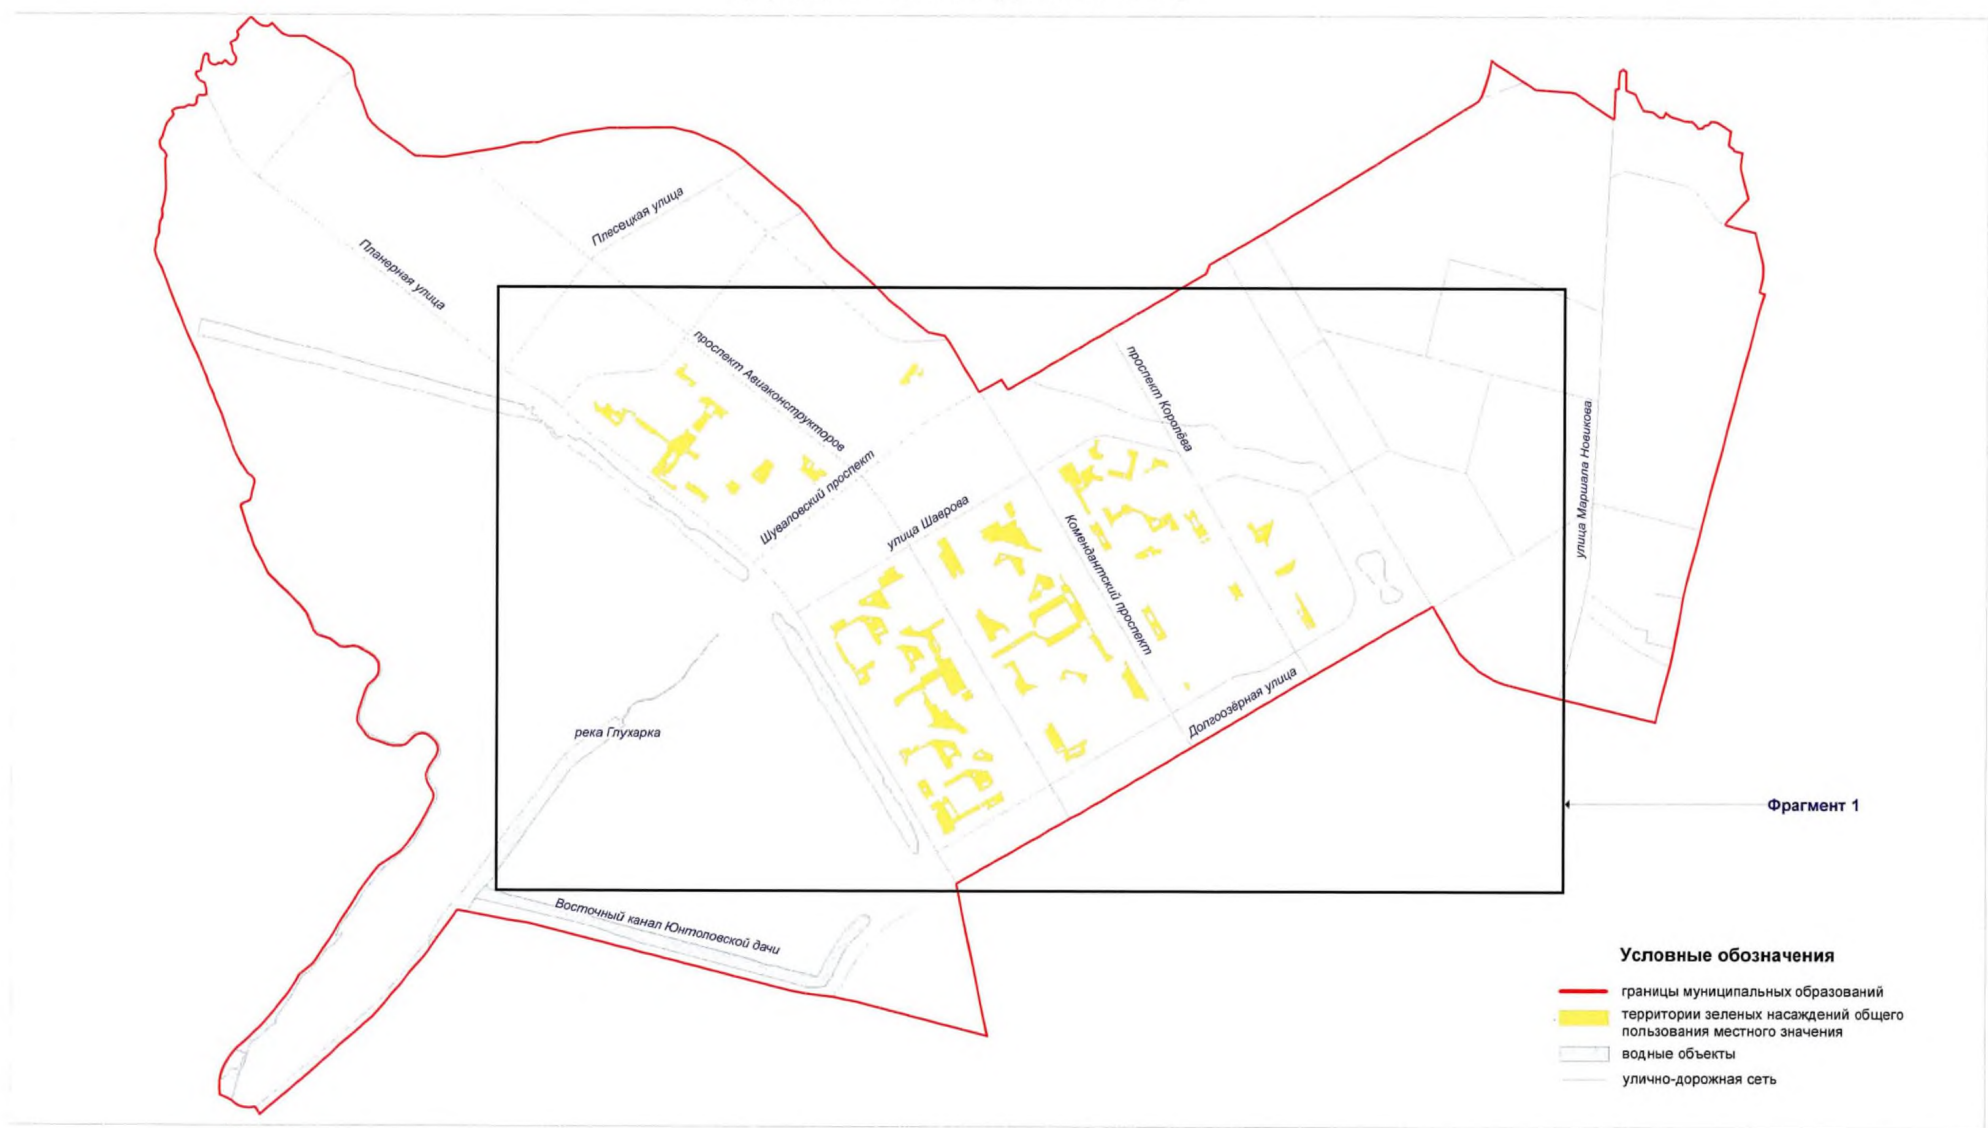 Плесецкая улица
Планерная улица
проспект Авиаконструкторов
проспект Королёва
Шуваловский проспект
улица Шаврова
Комендантский проспект
улица Маршала Новикова
Долгоозёрная улица
река Глухарка
Фрагмент 1
Восточный канал Юнтоловской дачи
Условные обозначения
границы муниципальных образований
территории зеленых насаждений общего
пользования местного значения
водные объекты
улично-дорожная сеть